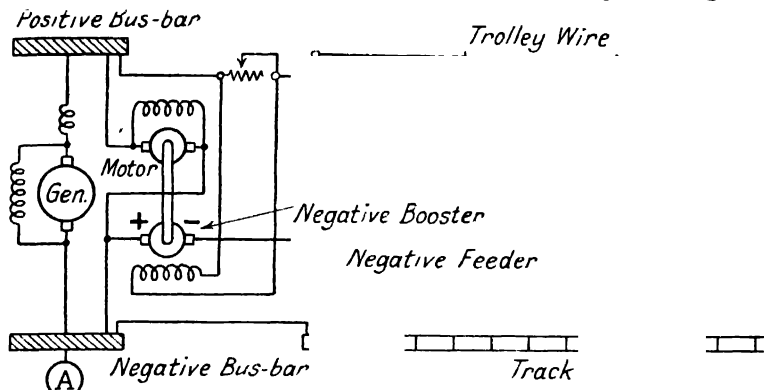 Positive Bus-bar
Trolley Wire
Motor
Gen.
+ -
Negative Booster
Negative Feeder
Negative Bus-bar
Track
A